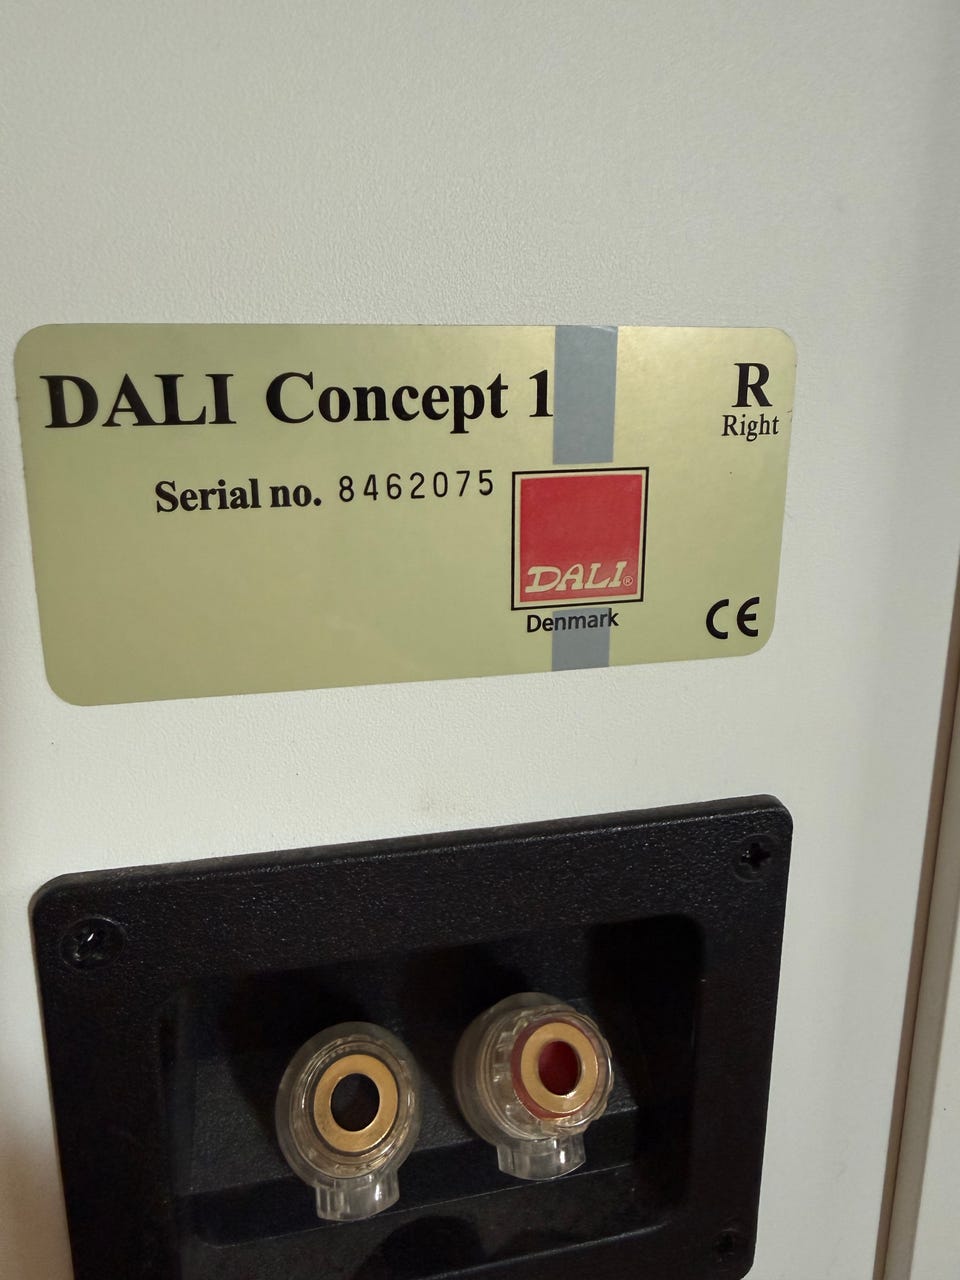 DALI Concept 1
R
Right
Serial no. 8462075
DALI®
Denmark
CE